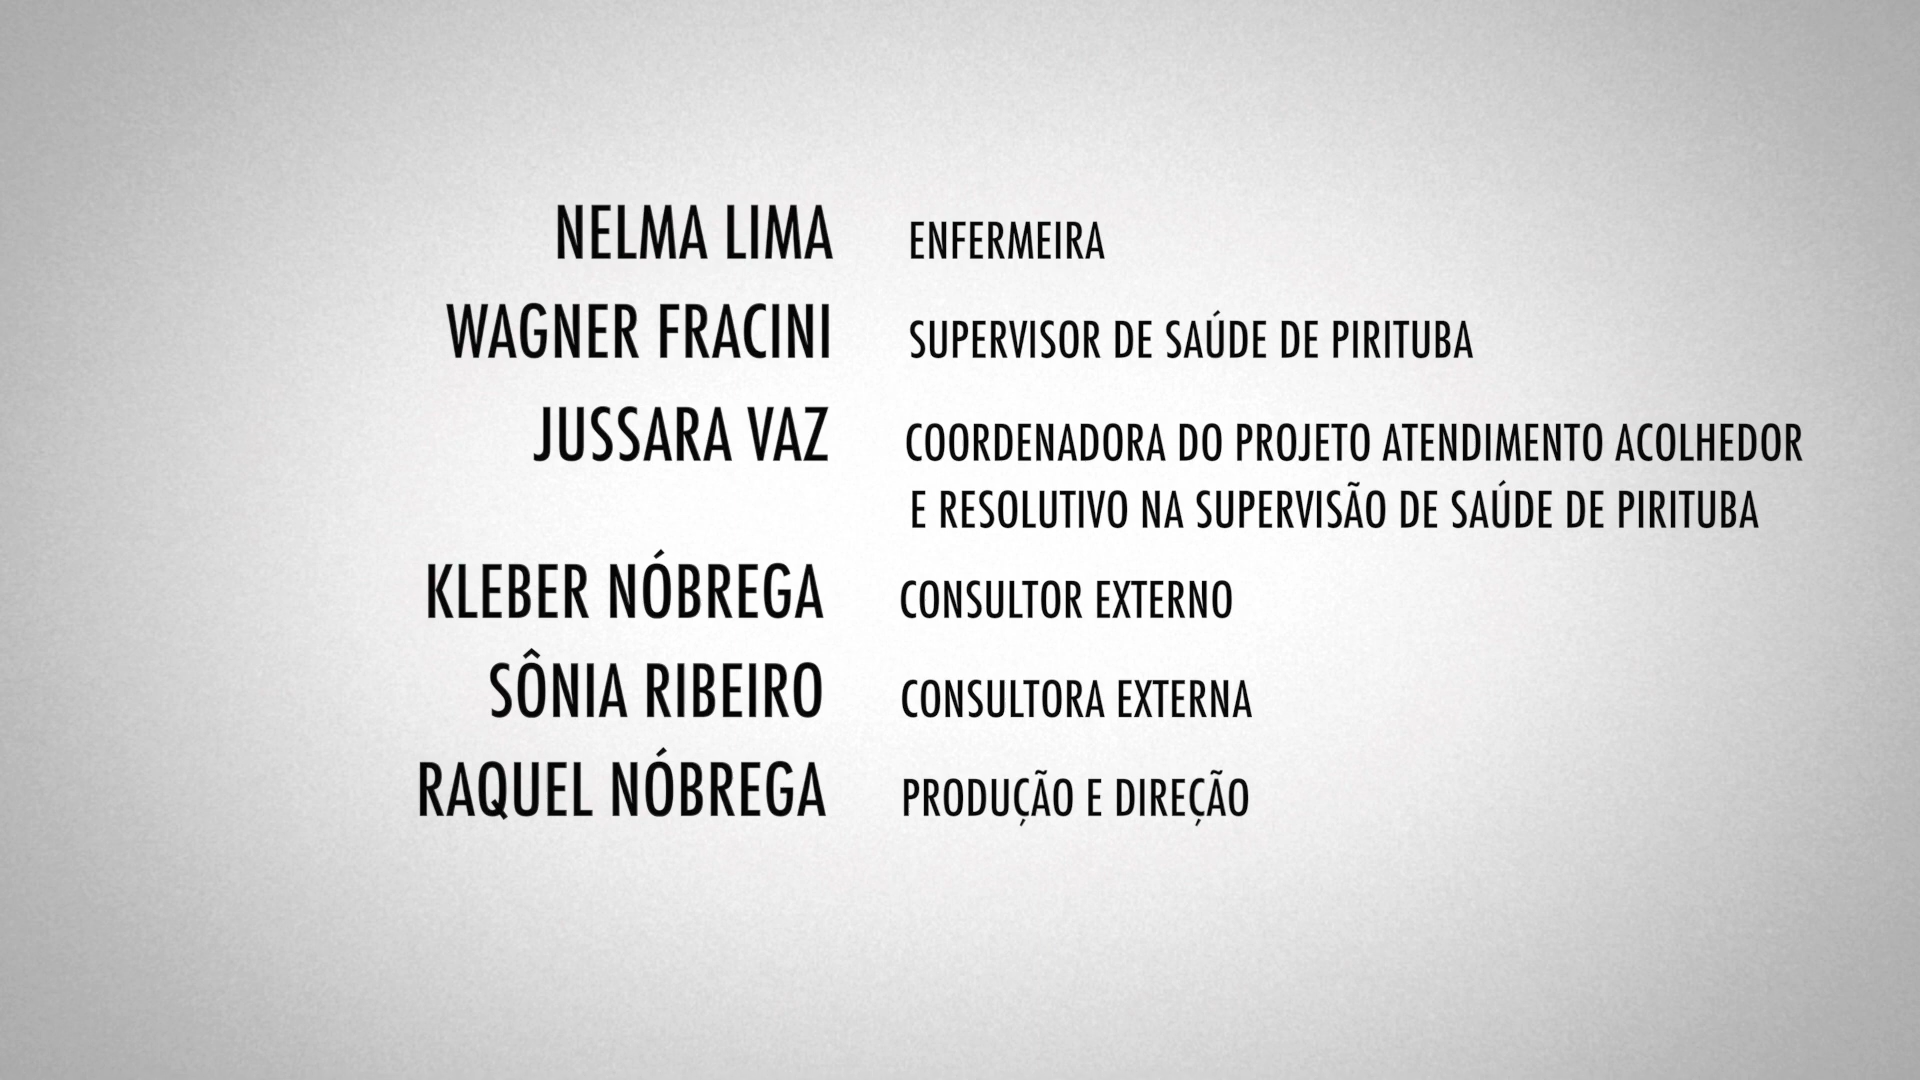 NELMA LIMA ENFERMEIRA
WAGNER FRACINI SUPERVISOR DE SAÚDE DE PIRITUBA
JUSSARA VAZ COORDENADORA DO PROJETO ATENDIMENTO ACOLHEDOR
E RESOLUTIVO NA SUPERVISÃO DE SAÚDE DE PIRITUBA
KLEBER NÓBREGA CONSULTOR EXTERNO
SÔNIA RIBEIRO CONSULTORA EXTERNA
RAQUEL NÓBREGA PRODUÇÃO E DIREÇÃO